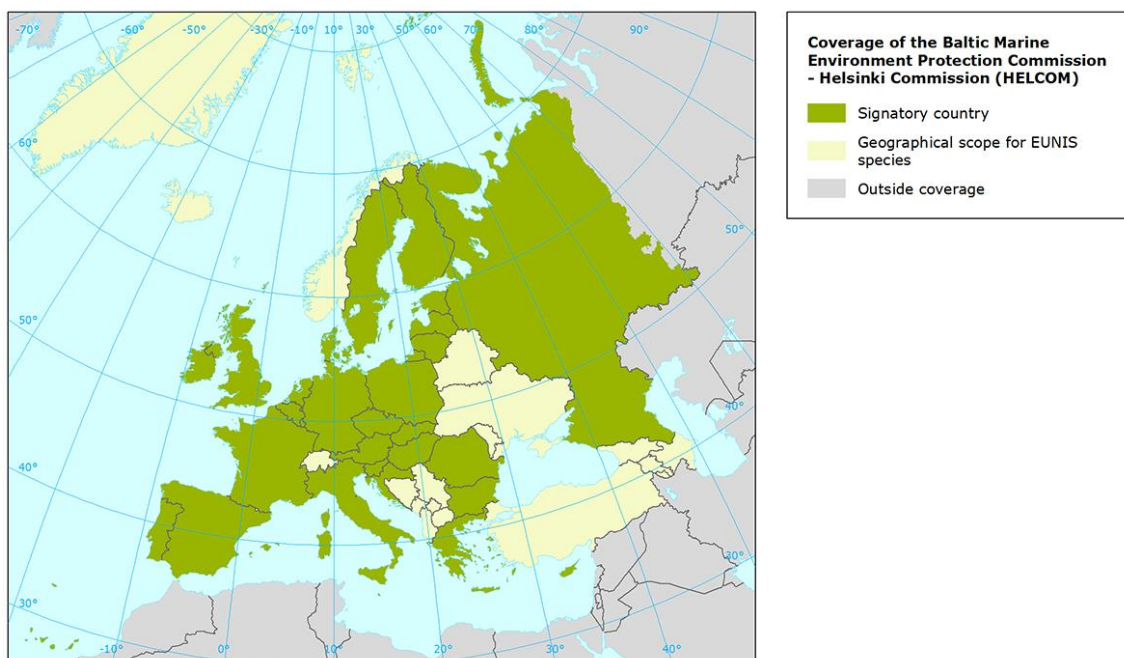 -70° -60° -50° -40° -30° -10° 10° 30° 50° 60° 70° 80° 90°
60°
50°
50°
40°
40°
30°
30°
-10° 0° 10° 20° 30° 40°
Coverage of the Baltic Marine
Environment Protection Commission
- Helsinki Commission (HELCOM)
Signatory country
Geographical scope for EUNIS
species
Outside coverage